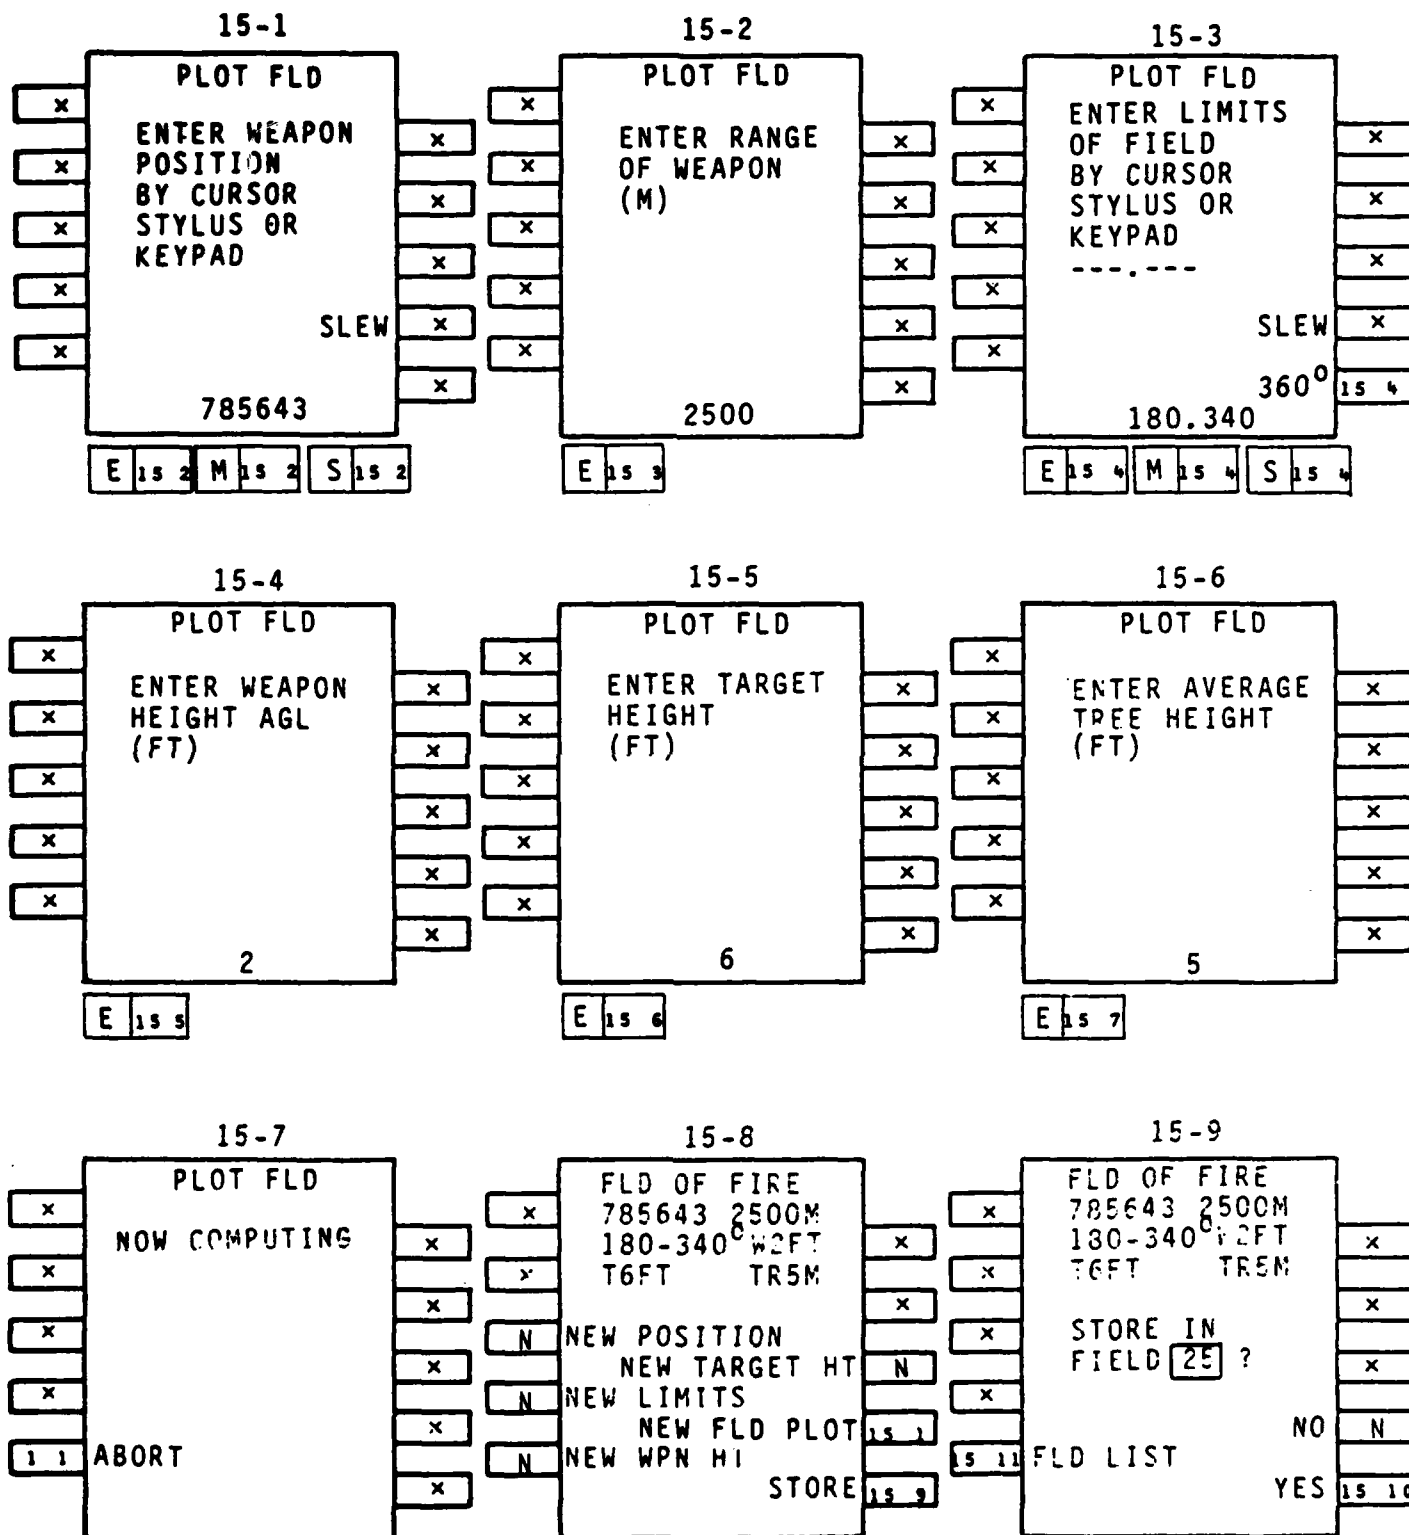 15-1
PLOT FLD
ENTER WEAPON
POSITION
BY CURSOR
STYLUS OR
KEYPAD
SLEW
785643
x
x
x
x
x
x
x
x
x
x
E 15 2 M 15 2 S 15 2
15-2
PLOT FLD
ENTER RANGE
OF WEAPON
(M)
2500
x
x
x
x
x
x
x
x
x
x
E 15 3
15-3
PLOT FLD
ENTER LIMITS
OF FIELD
BY CURSOR
STYLUS OR
KEYPAD
---.---
SLEW
360° 15 4
180.340
x
x
x
x
x
x
x
x
x
E 15 4 M 15 4 S 15 4
15-4
PLOT FLD
ENTER WEAPON
HEIGHT AGL
(FT)
2
x
x
x
x
x
x
x
x
x
x
E 15 5
15-5
PLOT FLD
ENTER TARGET
HEIGHT
(FT)
6
x
x
x
x
x
x
x
x
x
x
E 15 6
15-6
PLOT FLD
ENTER AVERAGE
TREE HEIGHT
(FT)
5
x
x
x
x
x
x
x
x
x
x
E 15 7
15-7
PLOT FLD
NOW COMPUTING
x
x
x
x
x
x
x
x
x
1 1 ABORT
15-8
FLD OF FIRE
785643 2500M
180-340° W2FT
T6FT TR5M
x
x
x
x
N NEW POSITION
NEW TARGET HT N
N NEW LIMITS
NEW FLD PLOT 15 1
N NEW WPN HT
STORE 15 9
15-9
FLD OF FIRE
785643 2500M
180-340° W2FT
T6FT TR5M
STORE IN
FIELD 25 ?
x
x
x
x
x
x
x
NO N
15 11 FLD LIST
YES 15 10